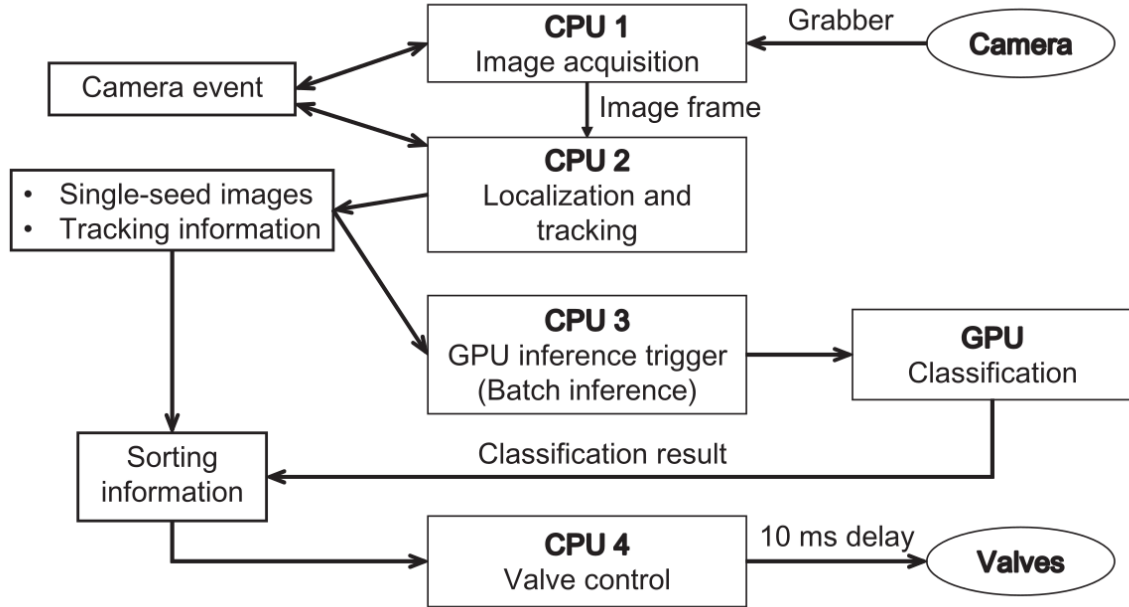 CPU 1
Image acquisition
Grabber
Camera
Camera event
Image frame
CPU 2
Localization and
tracking
• Single-seed images
• Tracking information
CPU 3
GPU inference trigger
(Batch inference)
GPU
Classification
Sorting
information
Classification result
CPU 4
Valve control
10 ms delay
Valves